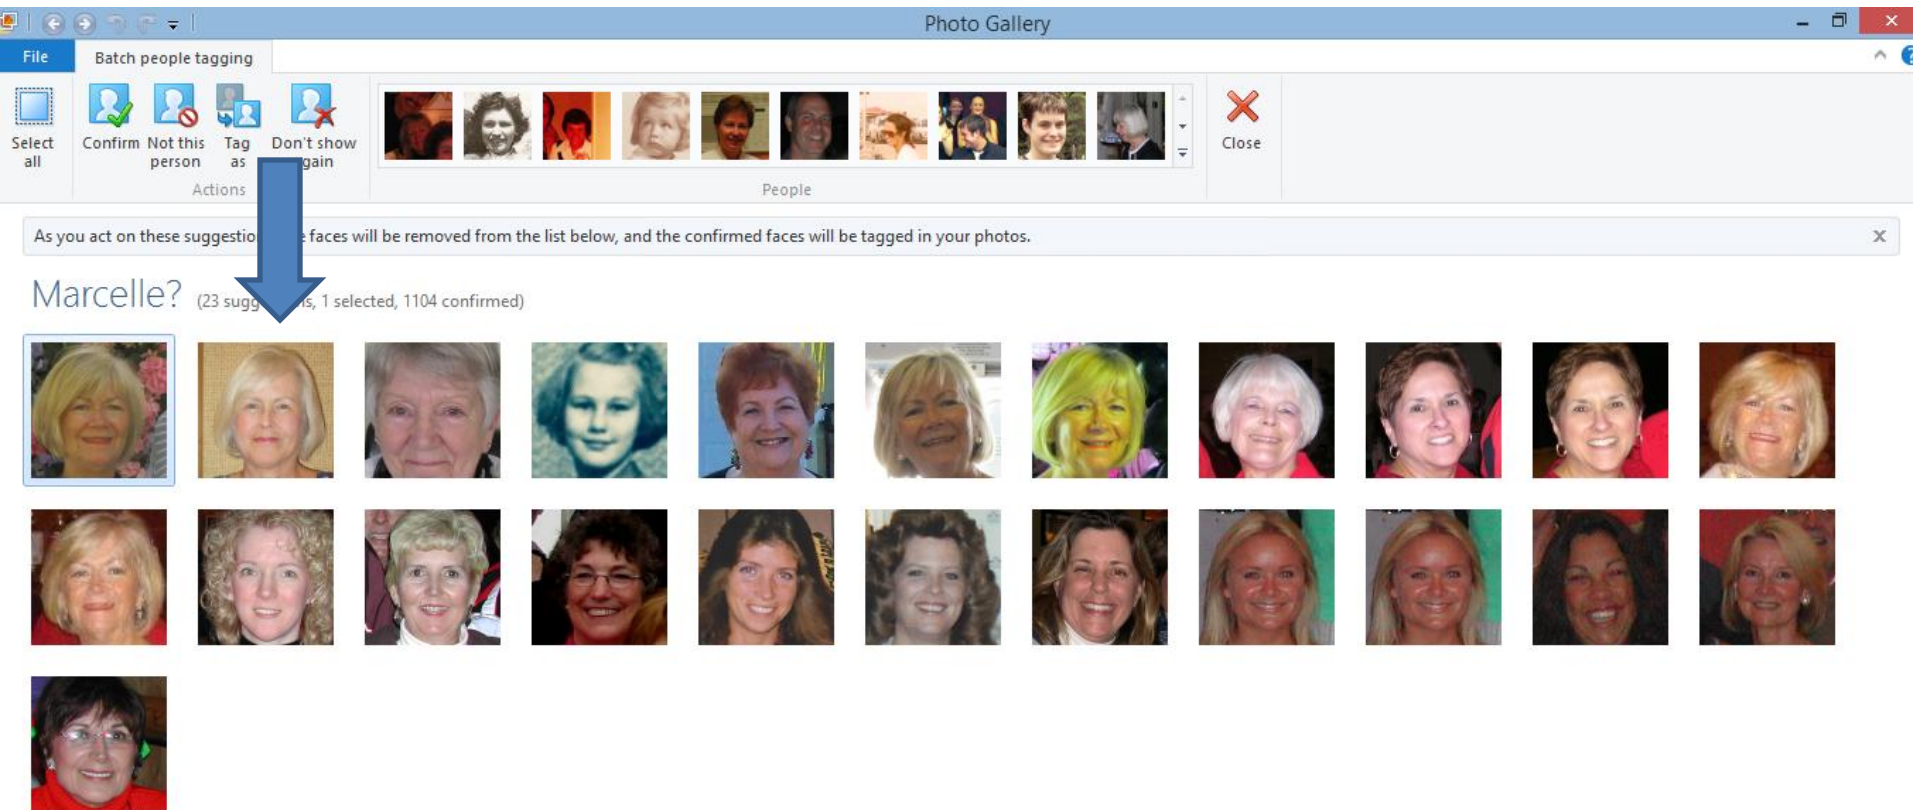 Photo Gallery
File
Batch people tagging
Select all
Confirm
Not this person
Tag as
Don't show gain
Close
Actions
People
As you act on these suggestion faces will be removed from the list below, and the confirmed faces will be tagged in your photos.
Marcelle? (23 sugg s, 1 selected, 1104 confirmed)